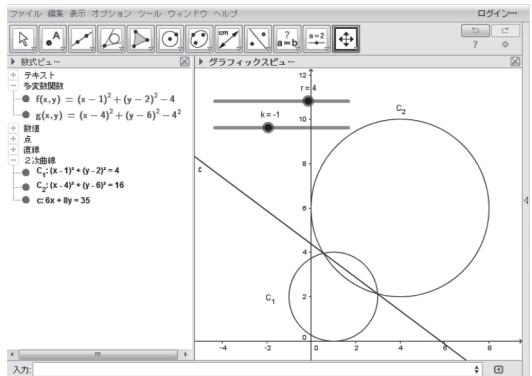 ファイル 編集 表示 オプション ツール ウィンドウ ヘルプ
ログイン…
A
cm
?
a=b
a=2
?
▶ 数式ビュー
▶ グラフィックスビュー
テキスト
多変数関数
f(x,y) = (x − 1)² + (y − 2)² − 4
g(x,y) = (x − 4)² + (y − 6)² − 4²
数値
点
直線
2次曲線
C₁: (x - 1)² + (y - 2)² = 4
C₂: (x - 4)² + (y - 6)² = 16
c: 6x + 8y = 35
r = 4
k = -1
C₂
c
C₁
12
10
8
6
4
2
0
-4 -2 0 2 4 6 8
入力: